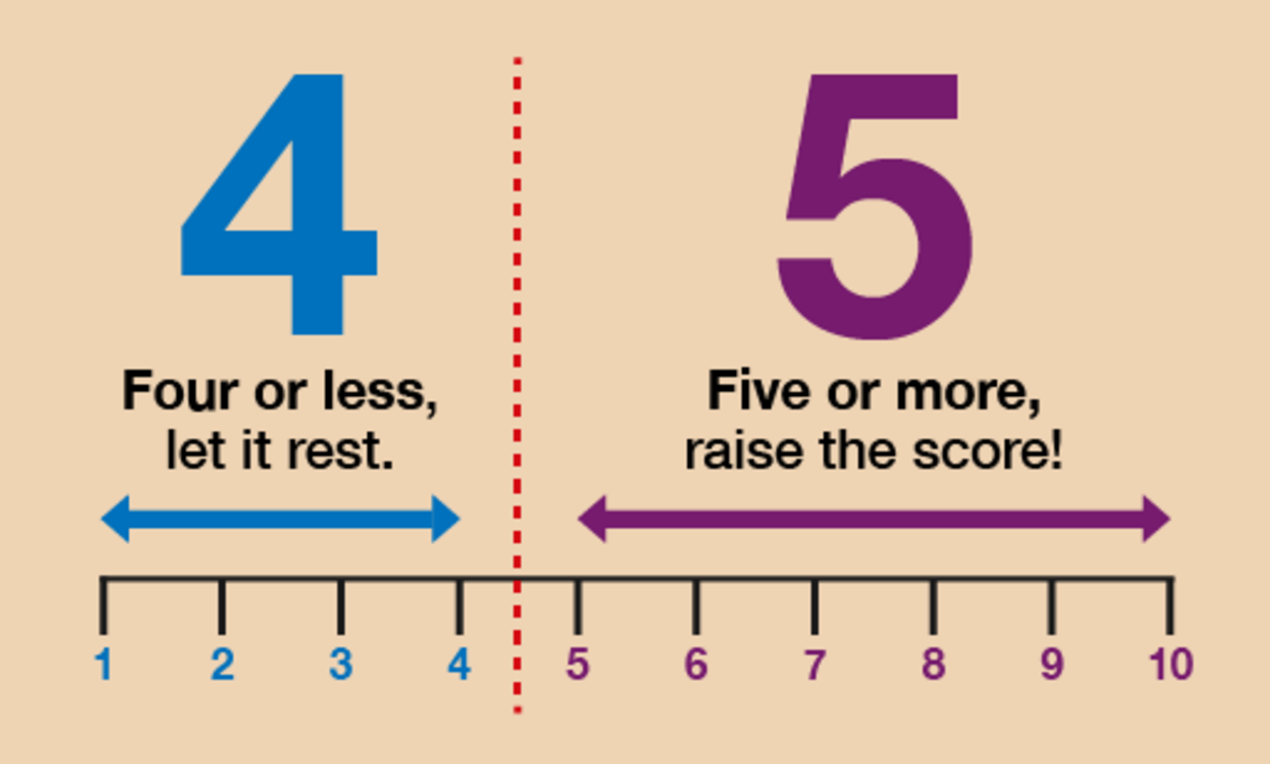 4
Four or less,
let it rest.
5
Five or more,
raise the score!
1 2 3 4 5 6 7 8 9 10